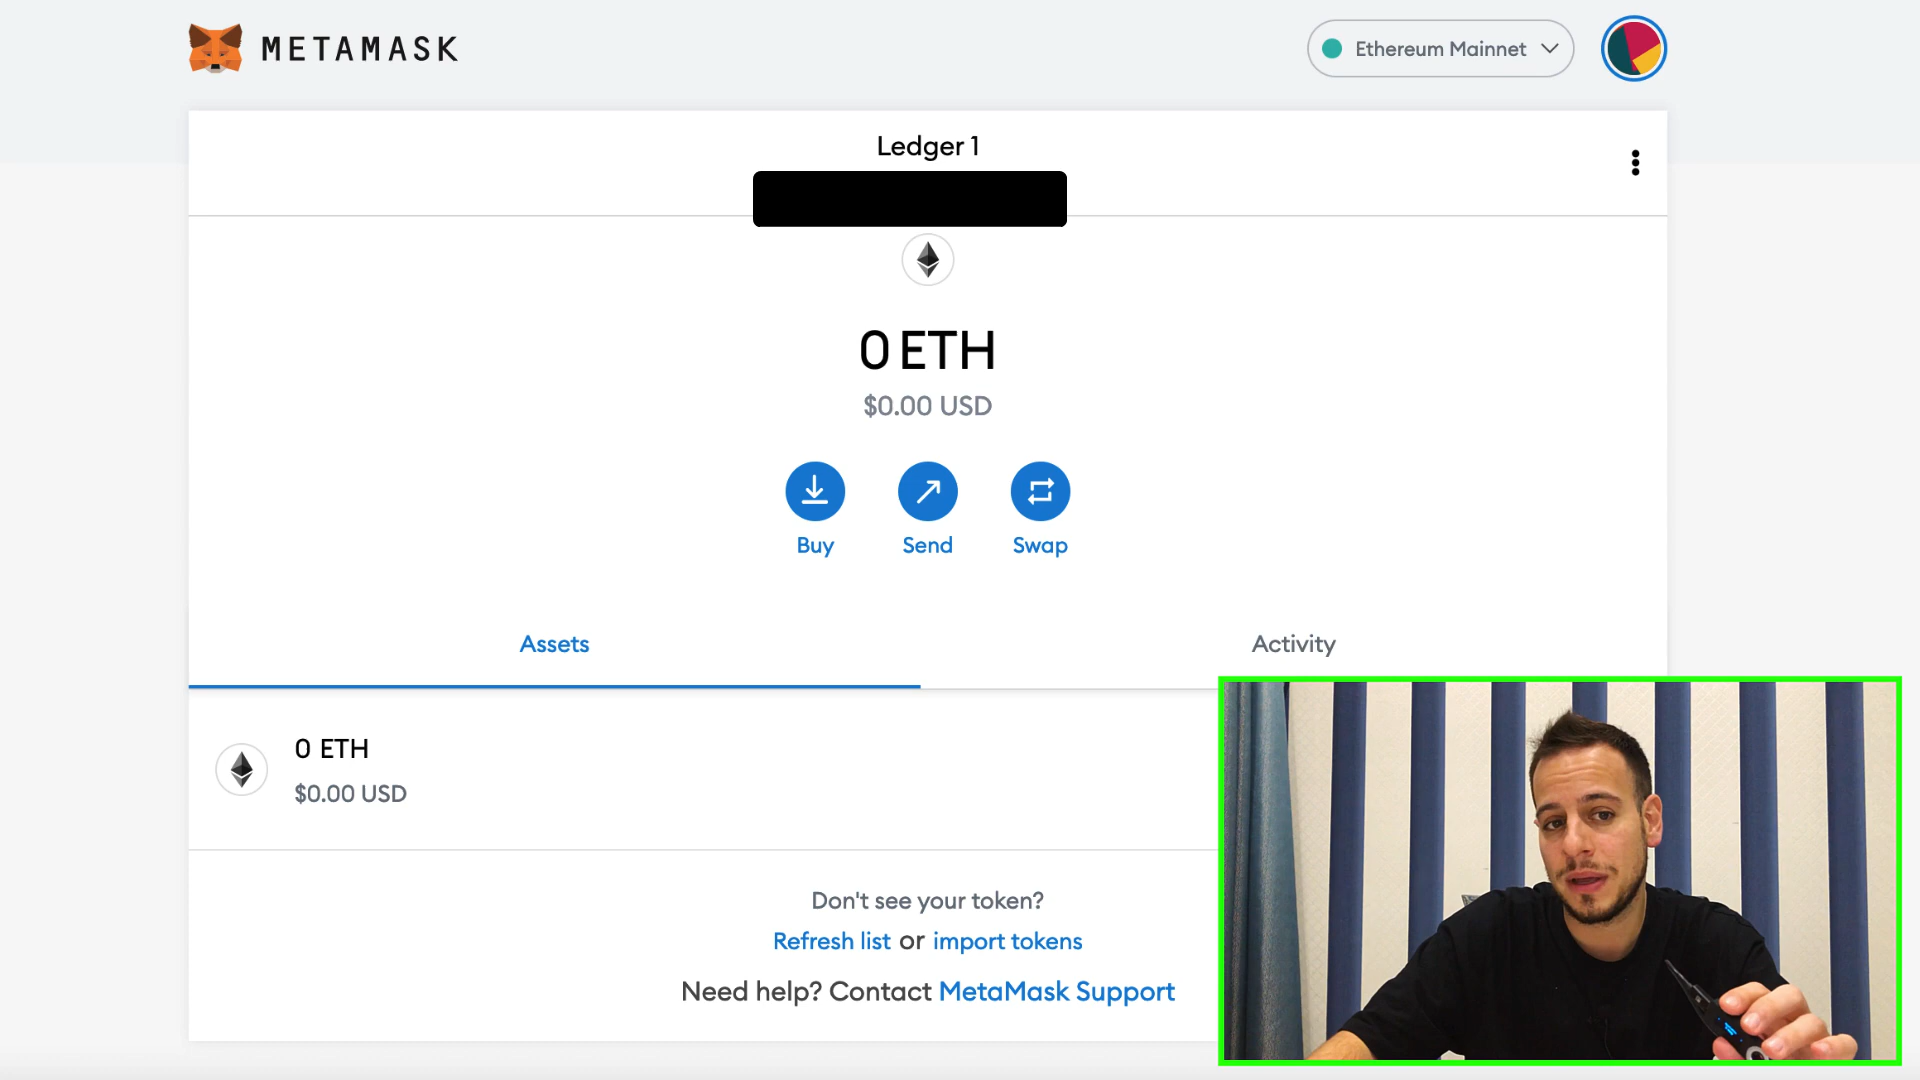 METAMASK
Ethereum Mainnet
Ledger 1
0 ETH
$0.00 USD
Buy
Send
Swap
Assets
Activity
0 ETH
$0.00 USD
Don't see your token?
Refresh list or import tokens
Need help? Contact MetaMask Support